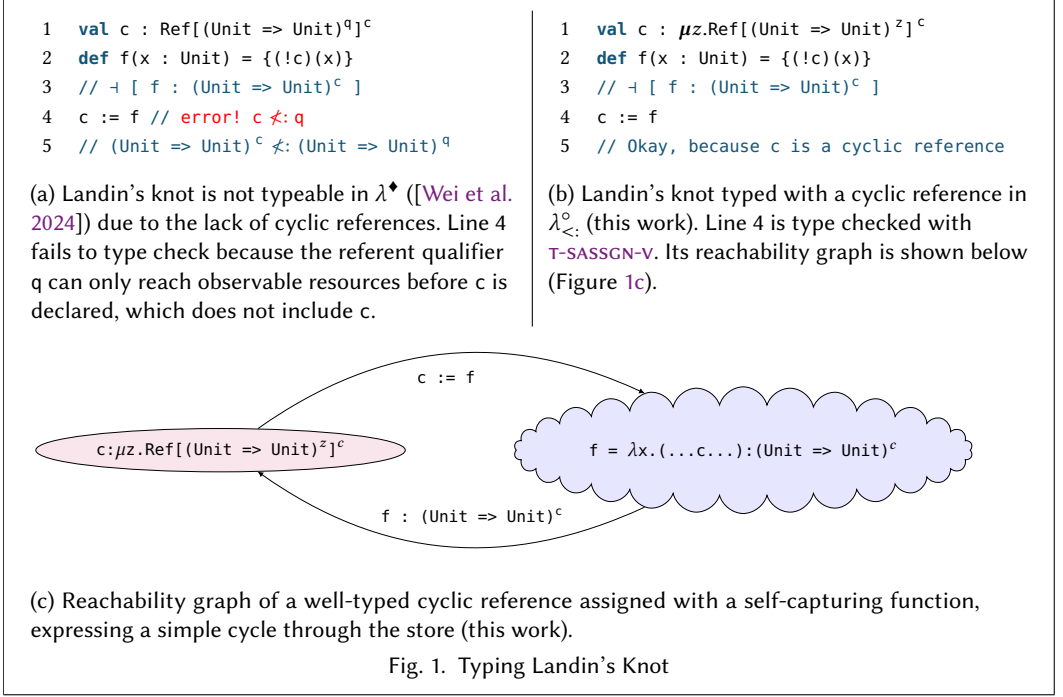 1 val c : Ref[(Unit => Unit)^q]^c
2 def f(x : Unit) = {(!c)(x)}
3 // ⊣ [ f : (Unit => Unit)^c ]
4 c := f // error! c ≮: q
5 // (Unit => Unit)^c ≮: (Unit => Unit)^q
(a) Landin's knot is not typeable in λ^♦ ([Wei et al.
2024]) due to the lack of cyclic references. Line 4
fails to type check because the referent qualifier
q can only reach observable resources before c is
declared, which does not include c.
1 val c : μz.Ref[(Unit => Unit)^z]^c
2 def f(x : Unit) = {(!c)(x)}
3 // ⊣ [ f : (Unit => Unit)^c ]
4 c := f
5 // Okay, because c is a cyclic reference
(b) Landin's knot typed with a cyclic reference in
λ^∘_<: (this work). Line 4 is type checked with
T-SASSGN-V. Its reachability graph is shown below
(Figure 1c).
c := f
c:μz.Ref[(Unit => Unit)^z]^c
f = λx.(...c...):(Unit => Unit)^c
f : (Unit => Unit)^c
(c) Reachability graph of a well-typed cyclic reference assigned with a self-capturing function,
expressing a simple cycle through the store (this work).
Fig. 1. Typing Landin's Knot